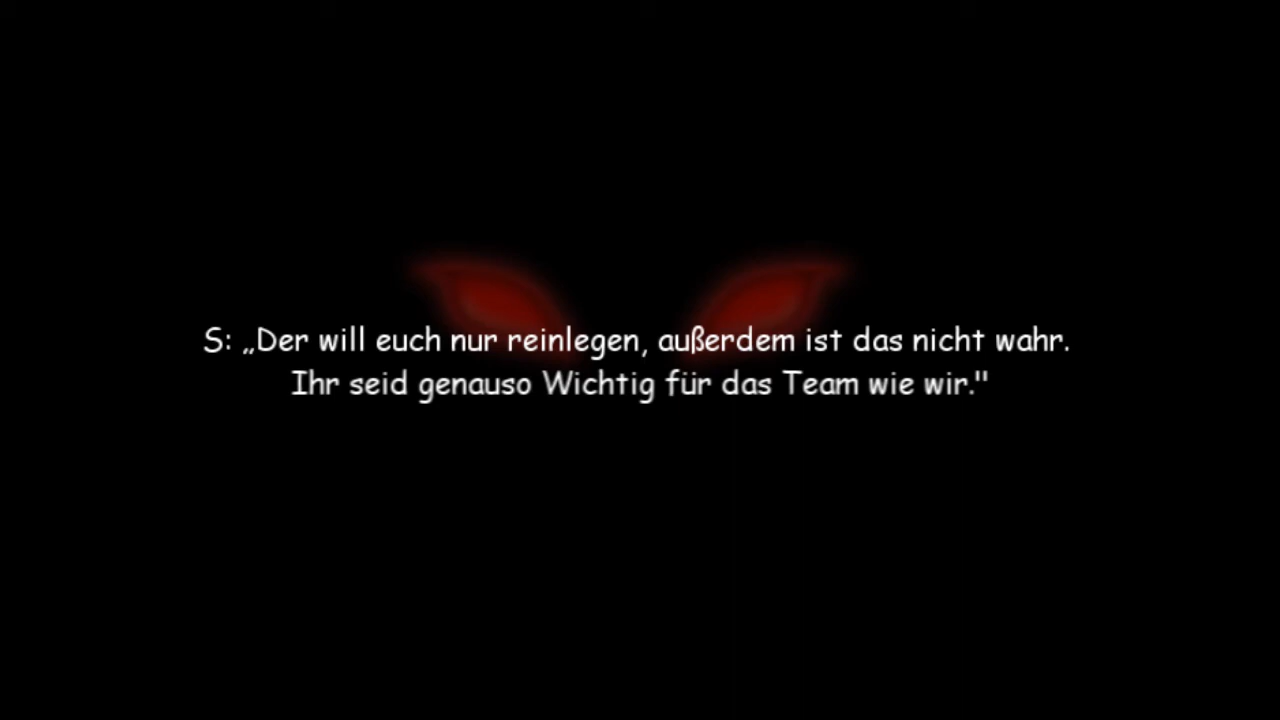 S: „Der will euch nur reinlegen, außerdem ist das nicht wahr.
Ihr seid genauso Wichtig für das Team wie wir."